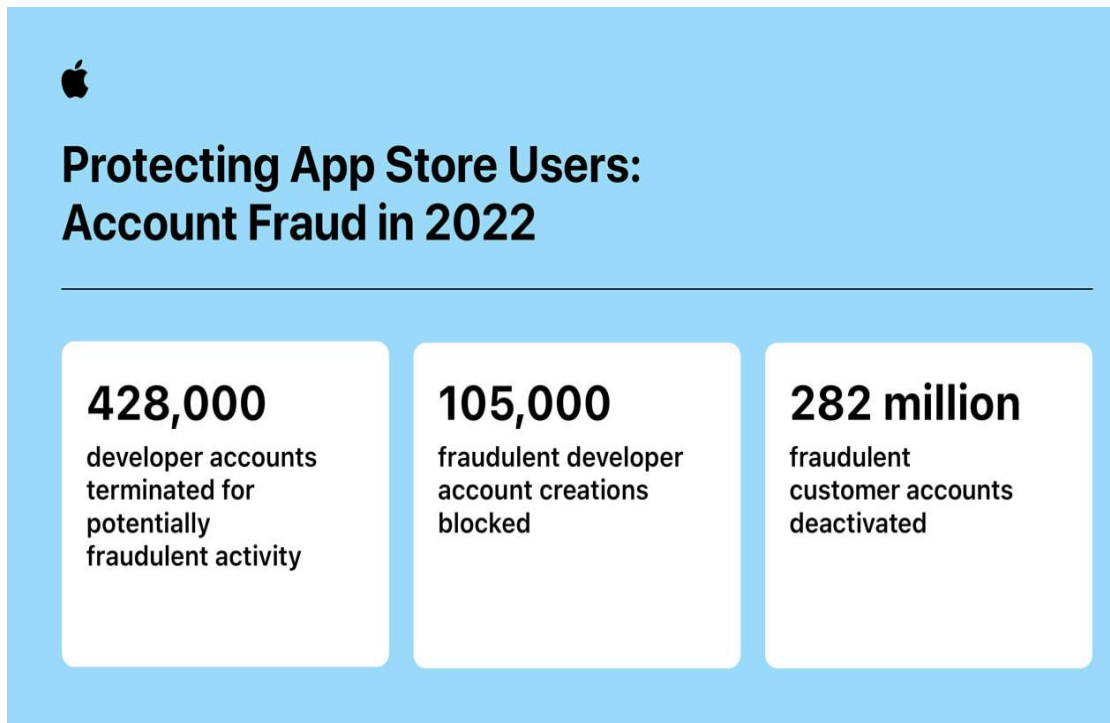 Protecting App Store Users:
Account Fraud in 2022
428,000
developer accounts
terminated for
potentially
fraudulent activity
105,000
fraudulent developer
account creations
blocked
282 million
fraudulent
customer accounts
deactivated